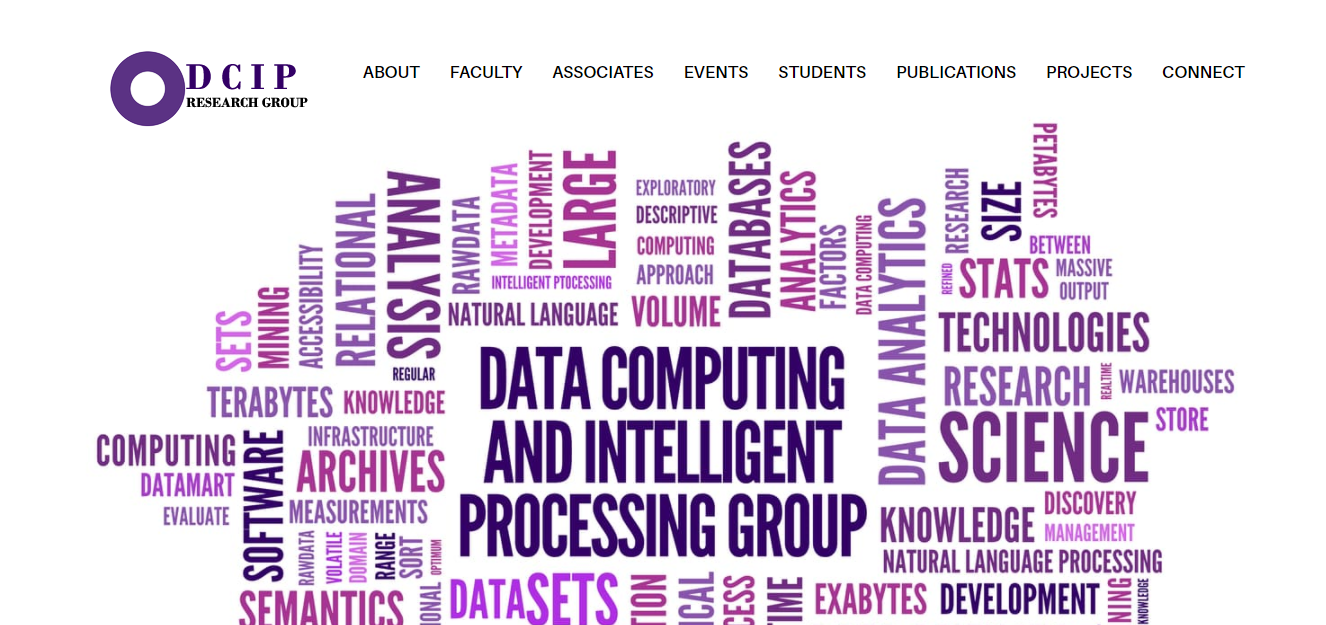 DCIP
RESEARCH GROUP
ABOUT
FACULTY
ASSOCIATES
EVENTS
STUDENTS
PUBLICATIONS
PROJECTS
CONNECT
SETS
MINING
ACCESSIBILITY
RELATIONAL
ANALYSIS
RAWDATA
METADATA
DEVELOPMENT
LARGE
INTELLIGENT PTOCESSING
NATURAL LANGUAGE
EXPLORATORY
DESCRIPTIVE
COMPUTING
APPROACH
VOLUME
DATABASES
ANALYTICS
FACTORS
DATA COMPUTING
DATA ANALYTICS
RESEARCH
SIZE
PETABYTES
BETWEEN
REFINED
STATS
MASSIVE
OUTPUT
TECHNOLOGIES
RESEARCH
REALTIME
WAREHOUSES
SCIENCE
STORE
REGULAR
TERABYTES
KNOWLEDGE
COMPUTING
DATAMART
EVALUATE
SOFTWARE
INFRASTRUCTURE
ARCHIVES
MEASUREMENTS
RAWDATA
VOLATILE
DOMAIN
RANGE
SORT
OPTIMUM
SEMANTICS
DATA COMPUTING
AND INTELLIGENT
PROCESSING GROUP
DATASETS
KNOWLEDGE
DISCOVERY
MANAGEMENT
NATURAL LANGUAGE PROCESSING
EXABYTES
DEVELOPMENT
KNOWLEDGE